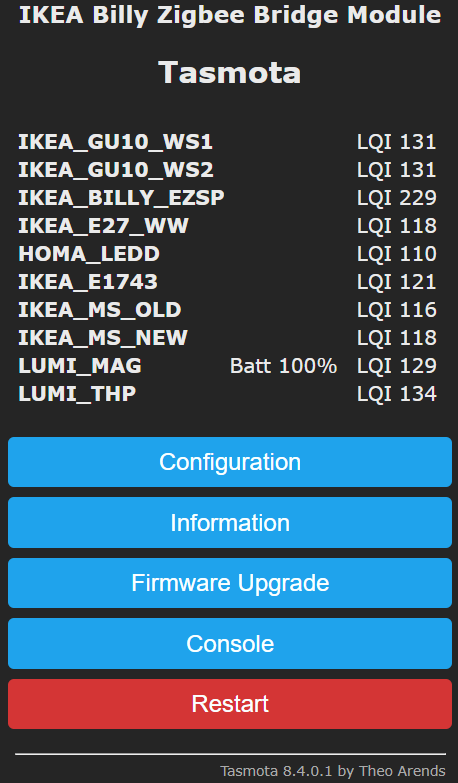 IKEA Billy Zigbee Bridge Module
Tasmota
IKEA_GU10_WS1 LQI 131
IKEA_GU10_WS2 LQI 131
IKEA_BILLY_EZSP LQI 229
IKEA_E27_WW LQI 118
HOMA_LEDD LQI 110
IKEA_E1743 LQI 121
IKEA_MS_OLD LQI 116
IKEA_MS_NEW LQI 118
LUMI_MAG Batt 100% LQI 129
LUMI_THP LQI 134
Configuration
Information
Firmware Upgrade
Console
Restart
Tasmota 8.4.0.1 by Theo Arends